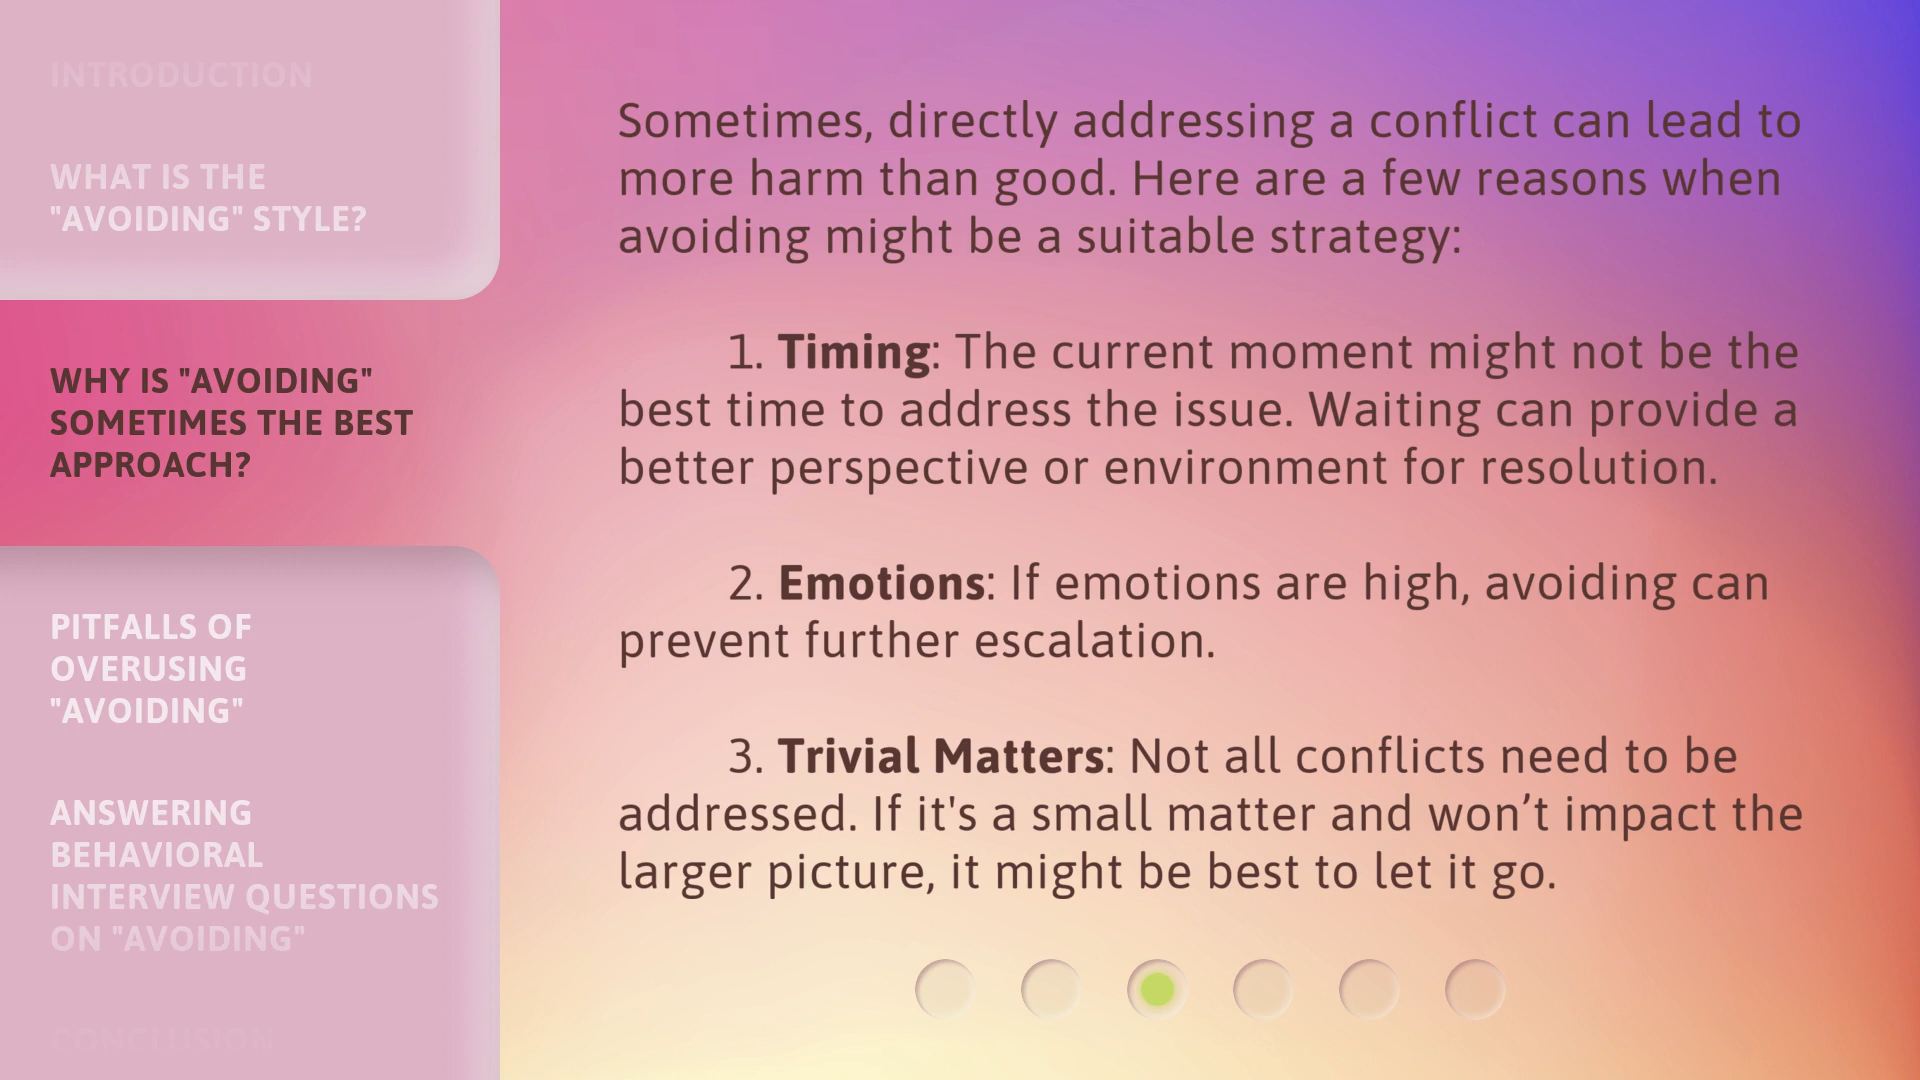 INTRODUCTION
WHAT IS THE
"AVOIDING" STYLE?
WHY IS "AVOIDING"
SOMETIMES THE BEST
APPROACH?
PITFALLS OF
OVERUSING
"AVOIDING"
ANSWERING
BEHAVIORAL
INTERVIEW QUESTIONS
ON "AVOIDING"
CONCLUSION
Sometimes, directly addressing a conflict can lead to
more harm than good. Here are a few reasons when
avoiding might be a suitable strategy:
1. Timing: The current moment might not be the
best time to address the issue. Waiting can provide a
better perspective or environment for resolution.
2. Emotions: If emotions are high, avoiding can
prevent further escalation.
3. Trivial Matters: Not all conflicts need to be
addressed. If it's a small matter and won’t impact the
larger picture, it might be best to let it go.